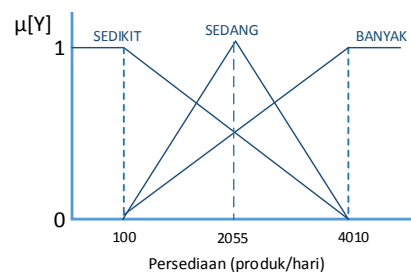 μ[Y]
SEDIKIT
SEDANG
BANYAK
1
0
100
2055
4010
Persediaan (produk/hari)